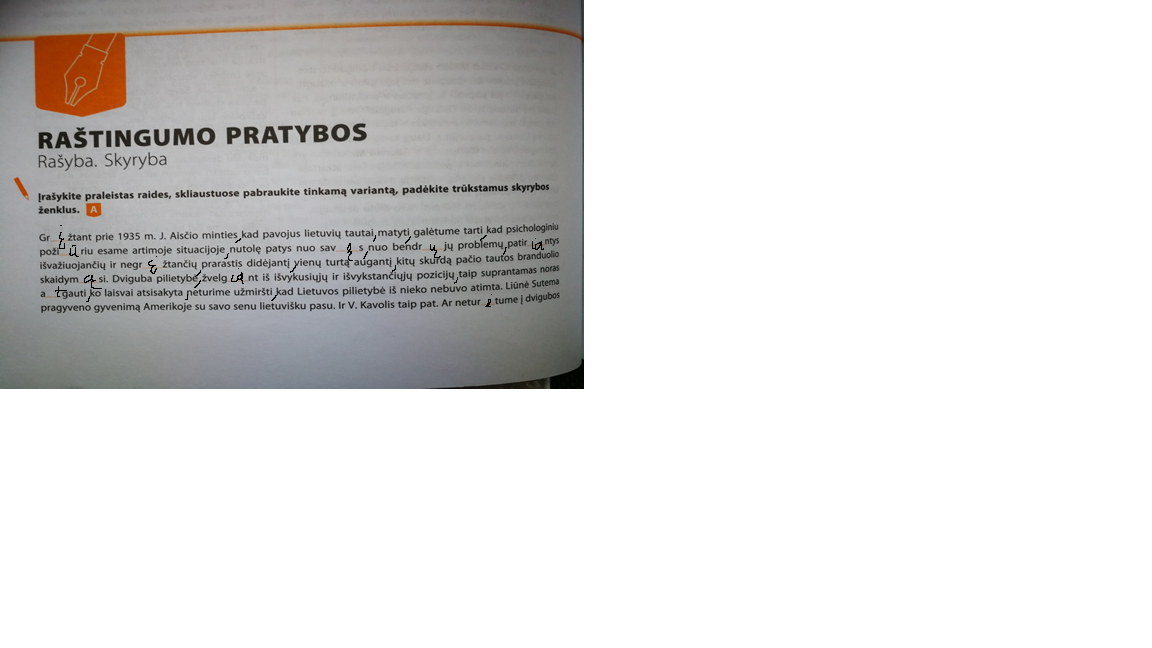 RAŠTINGUMO PRATYBOS
Rašyba. Skyryba
Įrašykite praleistas raides, skliaustuose pabraukite tinkamą variantą, padėkite trūkstamus skyrybos
ženklus. A
Gr į žtant prie 1935 m. J. Aisčio minties, kad pavojus lietuvių tautai, matyti, galėtume tarti, kad psichologiniu
poži ū riu esame artimoje situacijoje, nutolę patys nuo sav ę s, nuo bendr ų jų problemų, patir ia ntys
išvažiuojančių ir negr į žtančių prarastis didėjantį vienų turtą, augantį kitų skurdą pačio tautos branduolio
skaidym ą si. Dviguba pilietybė, žvelg ia nt iš išvykusiųjų ir išvykstančiųjų pozicijų, taip suprantamas noras
a t gauti, ko laisvai atsisakyta, neturime užmiršti, kad Lietuvos pilietybė iš nieko nebuvo atimta. Liūnė Sutema
pragyveno gyvenimą Amerikoje su savo senu lietuvišku pasu. Ir V. Kavolis taip pat. Ar netur ė tume į dvigubos